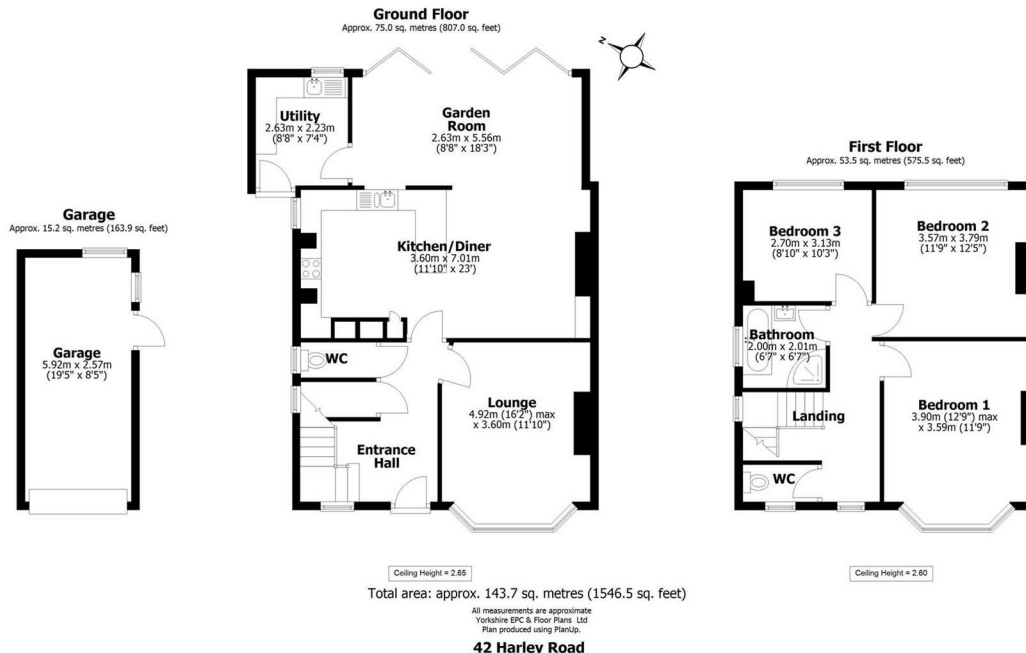 Ground Floor
Approx. 75.0 sq. metres (807.0 sq. feet)
N
Utility
2.63m x 2.23m
(8'8" x 7'4")
Garden
Room
2.63m x 5.56m
(8'8" x 18'3")
First Floor
Approx. 53.5 sq. metres (575.5 sq. feet)
Garage
Approx. 15.2 sq. metres (163.9 sq. feet)
Kitchen/Diner
3.60m x 7.01m
(11'10" x 23')
Bedroom 3
2.70m x 3.13m
(8'10" x 10'3")
Bedroom 2
3.57m x 3.79m
(11'9" x 12'5")
Garage
5.92m x 2.57m
(19'5" x 8'5")
WC
Bathroom
2.00m x 2.01m
(6'7" x 6'7")
Lounge
4.92m (16'2") max
x 3.60m (11'10")
Landing
Bedroom 1
3.90m (12'9") max
x 3.59m (11'9")
Entrance
Hall
WC
Ceiling Height = 2.65
Ceiling Height = 2.60
Total area: approx. 143.7 sq. metres (1546.5 sq. feet)
All measurements are approximate
Yorkshire EPC & Floor Plans Ltd
Plan produced using PlanUp.
42 Harley Road